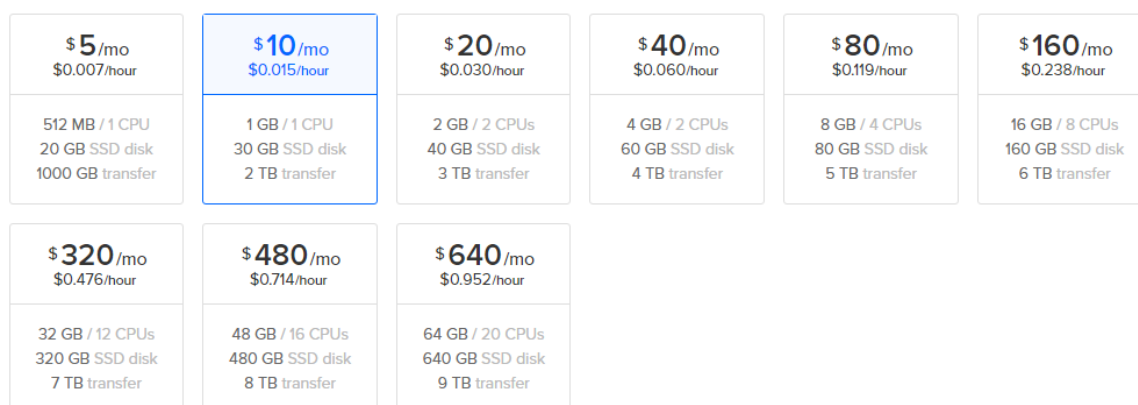 $5/mo
$0.007/hour
512 MB / 1 CPU
20 GB SSD disk
1000 GB transfer
$10/mo
$0.015/hour
1 GB / 1 CPU
30 GB SSD disk
2 TB transfer
$20/mo
$0.030/hour
2 GB / 2 CPUs
40 GB SSD disk
3 TB transfer
$40/mo
$0.060/hour
4 GB / 2 CPUs
60 GB SSD disk
4 TB transfer
$80/mo
$0.119/hour
8 GB / 4 CPUs
80 GB SSD disk
5 TB transfer
$160/mo
$0.238/hour
16 GB / 8 CPUs
160 GB SSD disk
6 TB transfer
$320/mo
$0.476/hour
32 GB / 12 CPUs
320 GB SSD disk
7 TB transfer
$480/mo
$0.714/hour
48 GB / 16 CPUs
480 GB SSD disk
8 TB transfer
$640/mo
$0.952/hour
64 GB / 20 CPUs
640 GB SSD disk
9 TB transfer